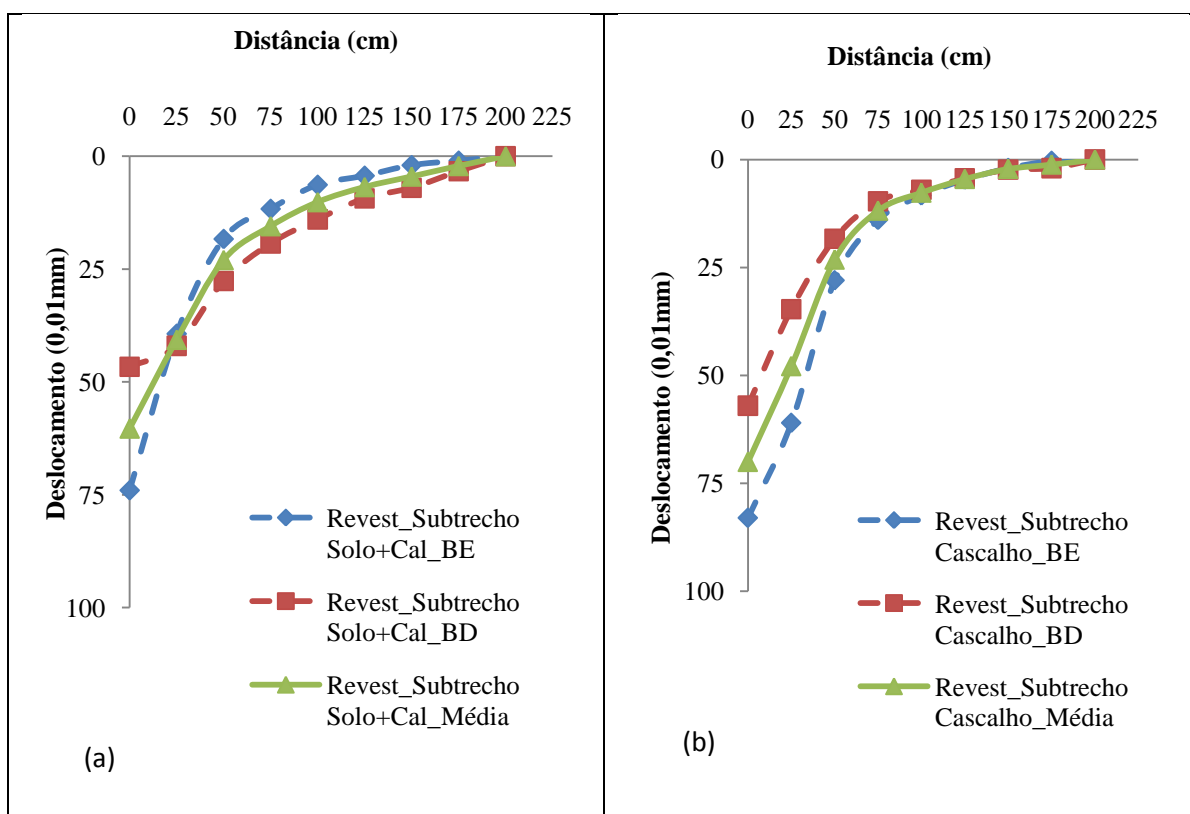 Distância (cm)
0 25 50 75 100 125 150 175 200 225
0
25
50
75
100
Deslocamento (0,01mm)
Revest_Subtrecho
Solo+Cal_BE
Revest_Subtrecho
Solo+Cal_BD
Revest_Subtrecho
Solo+Cal_Média
(a)
Distância (cm)
0 25 50 75 100 125 150 175 200 225
0
25
50
75
100
Deslocamento (0,01mm)
Revest_Subtrecho
Cascalho_BE
Revest_Subtrecho
Cascalho_BD
Revest_Subtrecho
Cascalho_Média
(b)